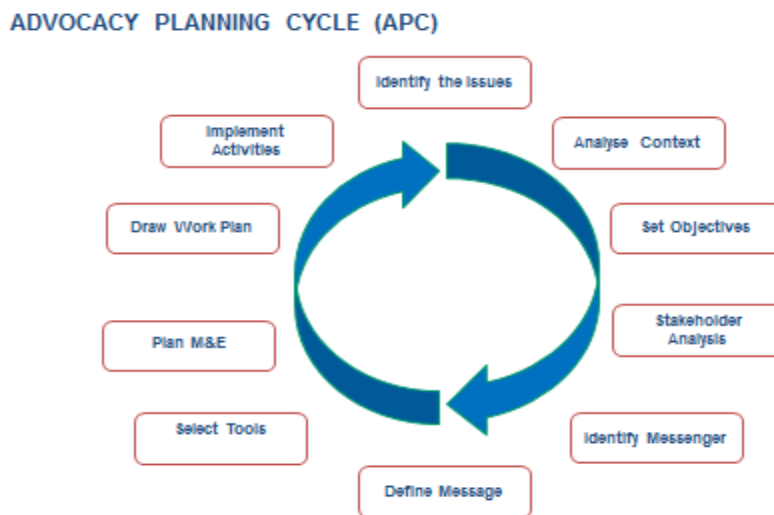 ADVOCACY PLANNING CYCLE (APC)
Identify the Issues
Analyse Context
Set Objectives
Stakeholder
Analysis
Identify Messenger
Define Message
Select Tools
Plan M&E
Draw Work Plan
Implement
Activities